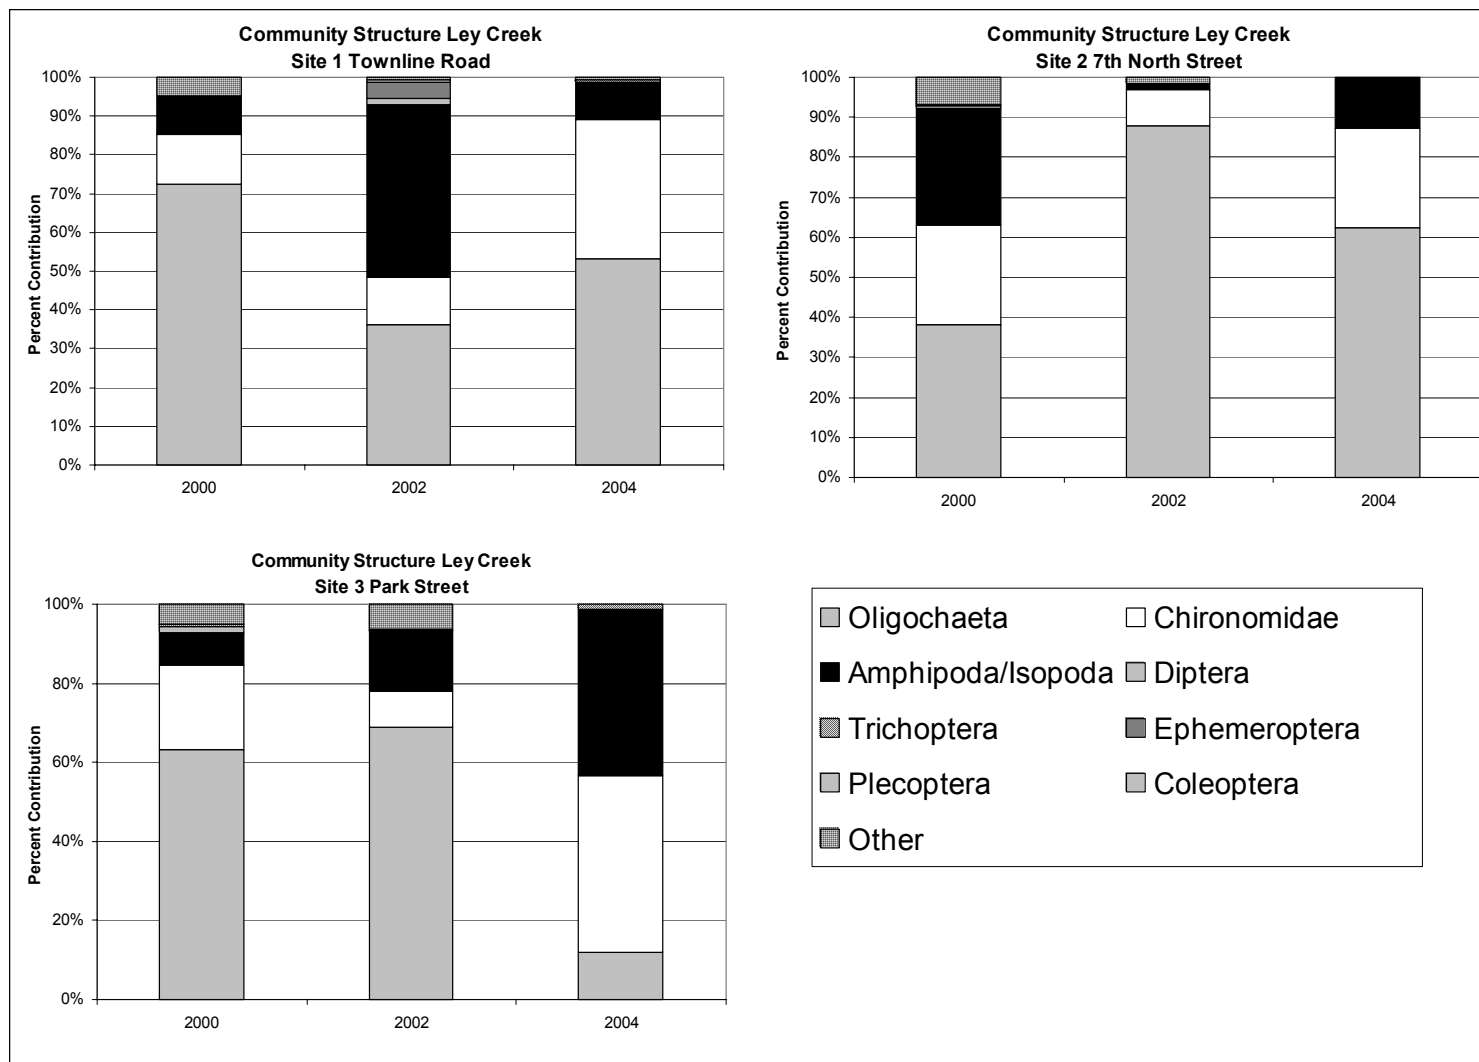 Community Structure Ley Creek
Site 1 Townline Road
Percent Contribution
100%
90%
80%
70%
60%
50%
40%
30%
20%
10%
0%
2000 2002 2004
Community Structure Ley Creek
Site 2 7th North Street
Percent Contribution
100%
90%
80%
70%
60%
50%
40%
30%
20%
10%
0%
2000 2002 2004
Community Structure Ley Creek
Site 3 Park Street
Percent Contribution
100%
80%
60%
40%
20%
0%
2000 2002 2004
Oligochaeta Chironomidae
Amphipoda/Isopoda Diptera
Trichoptera Ephemeroptera
Plecoptera Coleoptera
Other